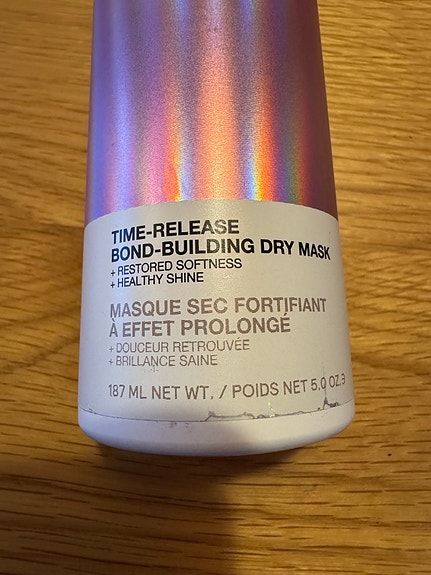 TIME-RELEASE
BOND-BUILDING DRY MASK
+ RESTORED SOFTNESS
+ HEALTHY SHINE
MASQUE SEC FORTIFIANT
À EFFET PROLONGÉ
+ DOUCEUR RETROUVÉE
+ BRILLANCE SAINE
187 ML NET WT. / POIDS NET 5.0 OZ.